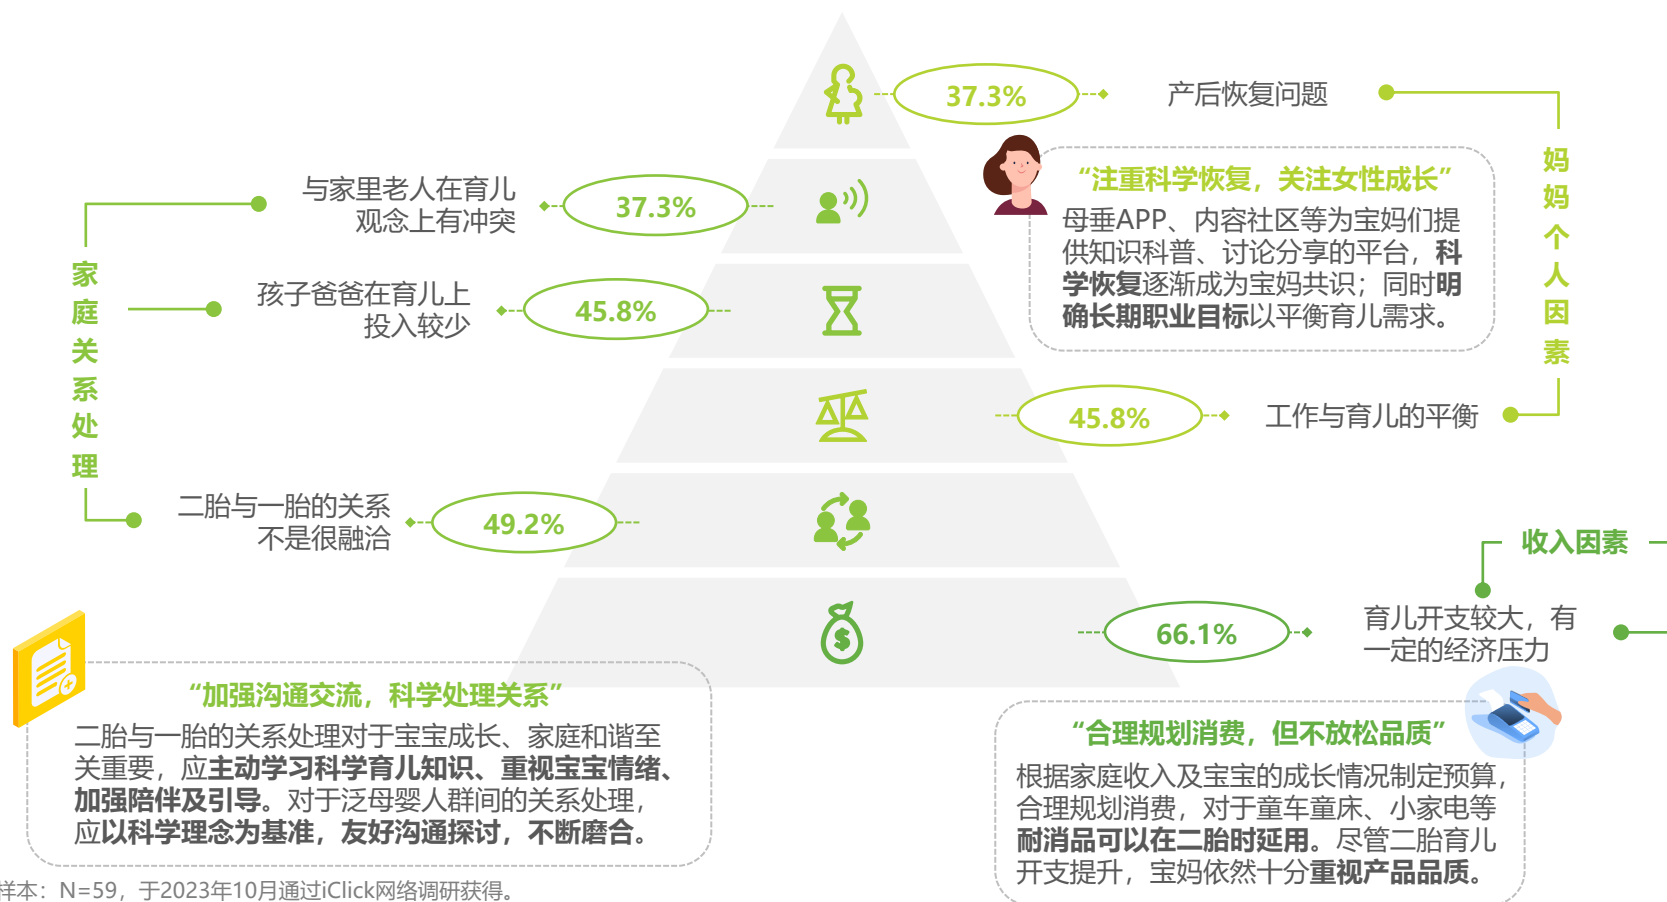 37.3%
产后恢复问题
妈妈个人因素
“注重科学恢复，关注女性成长”
母垂APP、内容社区等为宝妈们提
供知识科普、讨论分享的平台，科
学恢复逐渐成为宝妈共识；同时明
确长期职业目标以平衡育儿需求。
与家里老人在育儿
观念上有冲突
37.3%
家庭关系处理
孩子爸爸在育儿上
投入较少
45.8%
45.8%
工作与育儿的平衡
二胎与一胎的关系
不是很融洽
49.2%
收入因素
66.1%
育儿开支较大，有
一定的经济压力
“加强沟通交流，科学处理关系”
二胎与一胎的关系处理对于宝宝成长、家庭和谐至
关重要，应主动学习科学育儿知识、重视宝宝情绪、
加强陪伴及引导。对于泛母婴人群间的关系处理，
应以科学理念为基准，友好沟通探讨，不断磨合。
“合理规划消费，但不放松品质”
根据家庭收入及宝宝的成长情况制定预算，
合理规划消费，对于童车童床、小家电等
耐消品可以在二胎时延用。尽管二胎育儿
开支提升，宝妈依然十分重视产品品质。
样本：N=59，于2023年10月通过iClick网络调研获得。